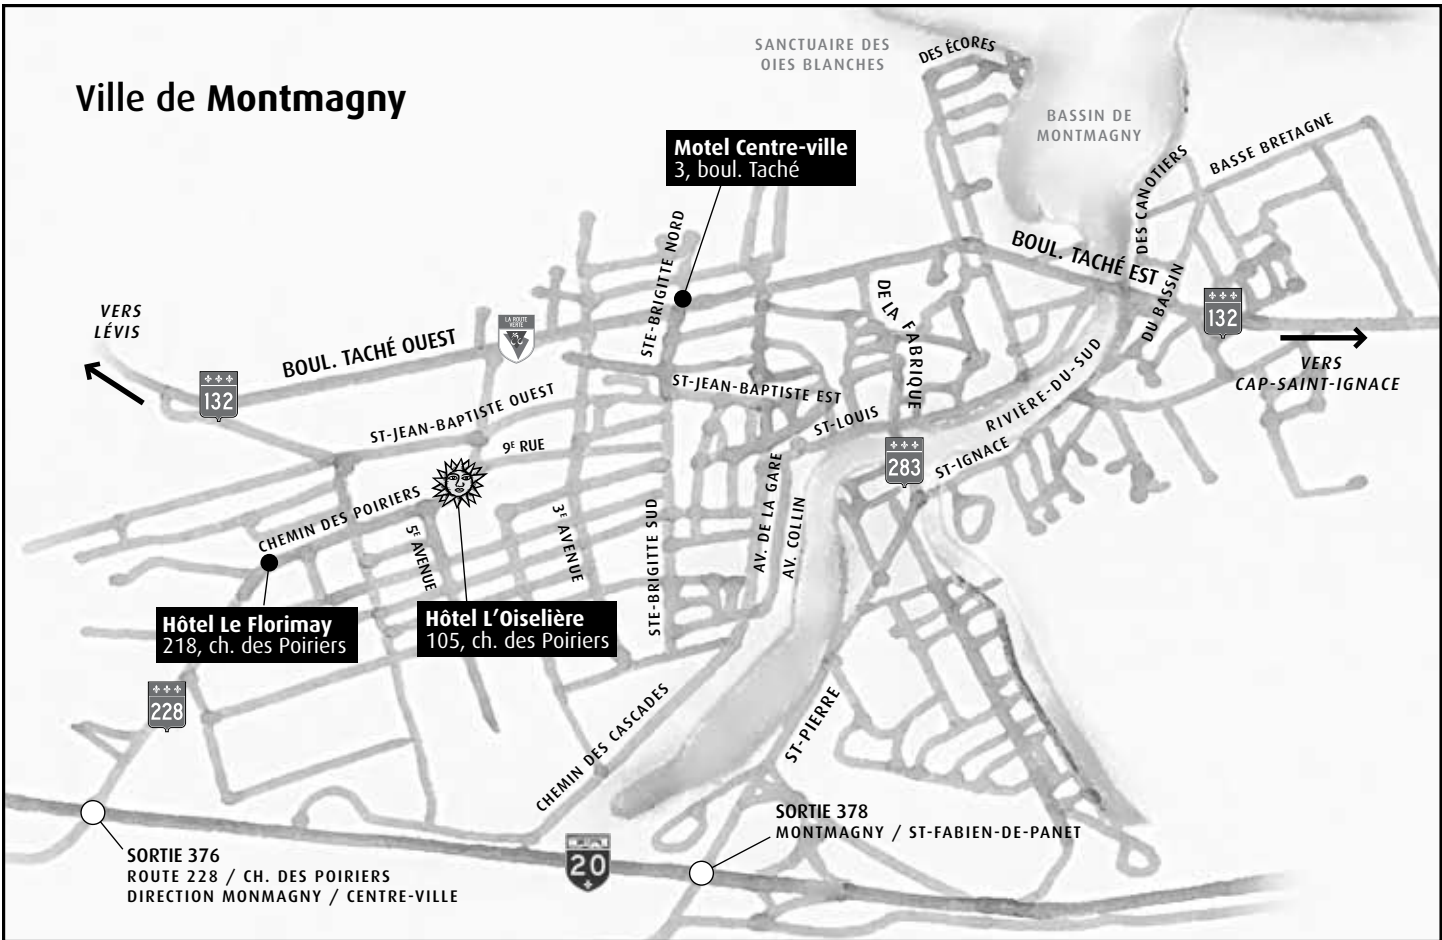 Ville de Montmagny
SANCTUAIRE DES
OIES BLANCHES
DES ÉCORES
BASSIN DE
MONTMAGNY
BASSE BRETAGNE
DES CANOTIERS
Motel Centre-ville
3, boul. Taché
STE-BRIGITTE NORD
BOUL. TACHÉ EST
DU BASSIN
132
VERS
CAP-SAINT-IGNACE
VERS
LÉVIS
132
BOUL. TACHÉ OUEST
LA ROUTE
VERTE
DE LA FABRIQUE
ST-JEAN-BAPTISTE EST
ST-JEAN-BAPTISTE OUEST
ST-LOUIS
RIVIÈRE-DU-SUD
ST-IGNACE
283
9E RUE
CHEMIN DES POIRIERS
5E AVENUE
3E AVENUE
STE-BRIGITTE SUD
AV. DE LA GARE
AV. COLLIN
Hôtel Le Florimay
218, ch. des Poiriers
Hôtel L'Oiselière
105, ch. des Poiriers
228
CHEMIN DES CASCADES
ST-PIERRE
SORTIE 376
ROUTE 228 / CH. DES POIRIERS
DIRECTION MONMAGNY / CENTRE-VILLE
20
SORTIE 378
MONTMAGNY / ST-FABIEN-DE-PANET